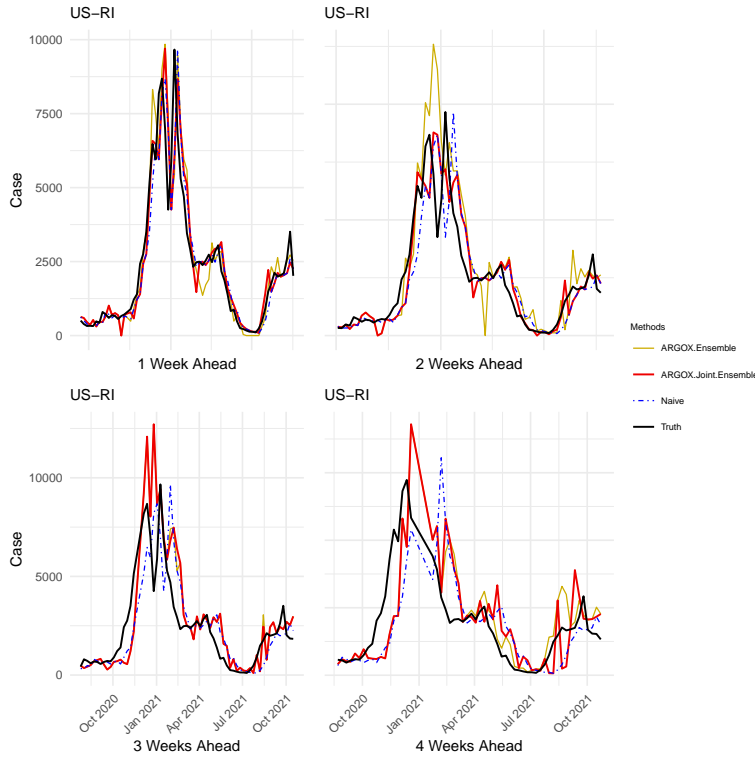 US−RI
US−RI
10000
7500
5000
2500
0
Case
1 Week Ahead
2 Weeks Ahead
Methods
ARGOX.Ensemble
ARGOX.Joint.Ensemble
Naive
Truth
US−RI
US−RI
10000
5000
0
Case
Oct 2020
Jan 2021
Apr 2021
Jul 2021
Oct 2021
Oct 2020
Jan 2021
Apr 2021
Jul 2021
Oct 2021
3 Weeks Ahead
4 Weeks Ahead